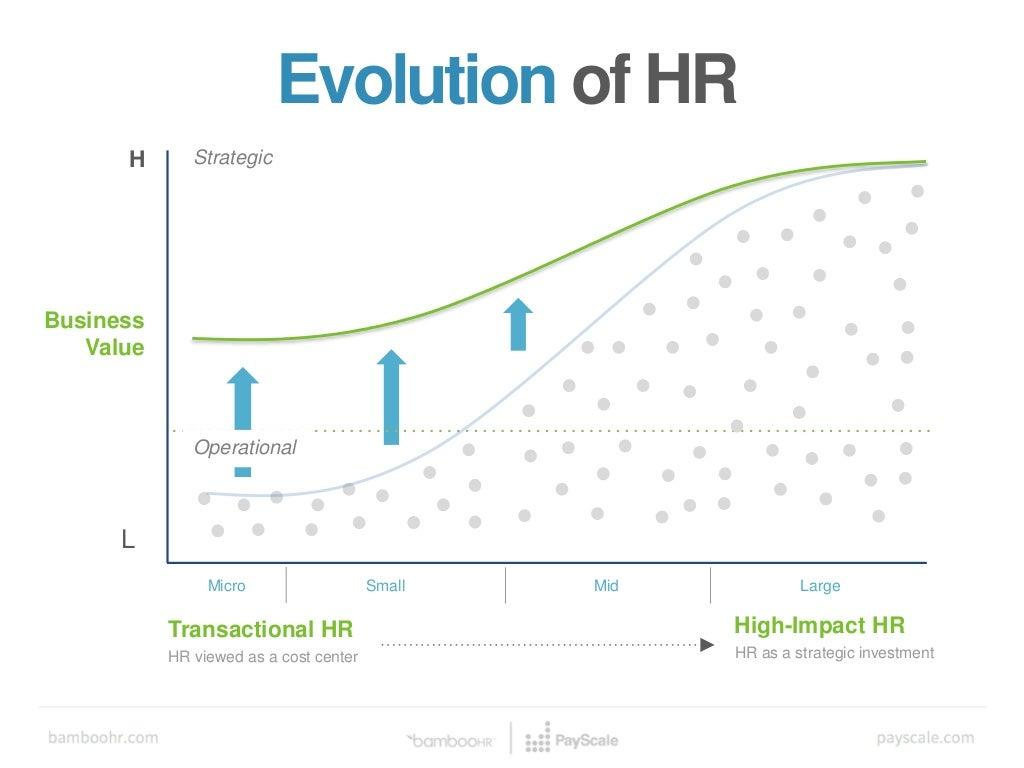 Evolution of HR
H
Strategic
Business
Value
Operational
L
Micro
Small
Mid
Large
Transactional HR
HR viewed as a cost center
High-Impact HR
HR as a strategic investment
bamboohr.com
bambooHR
PayScale
payscale.com